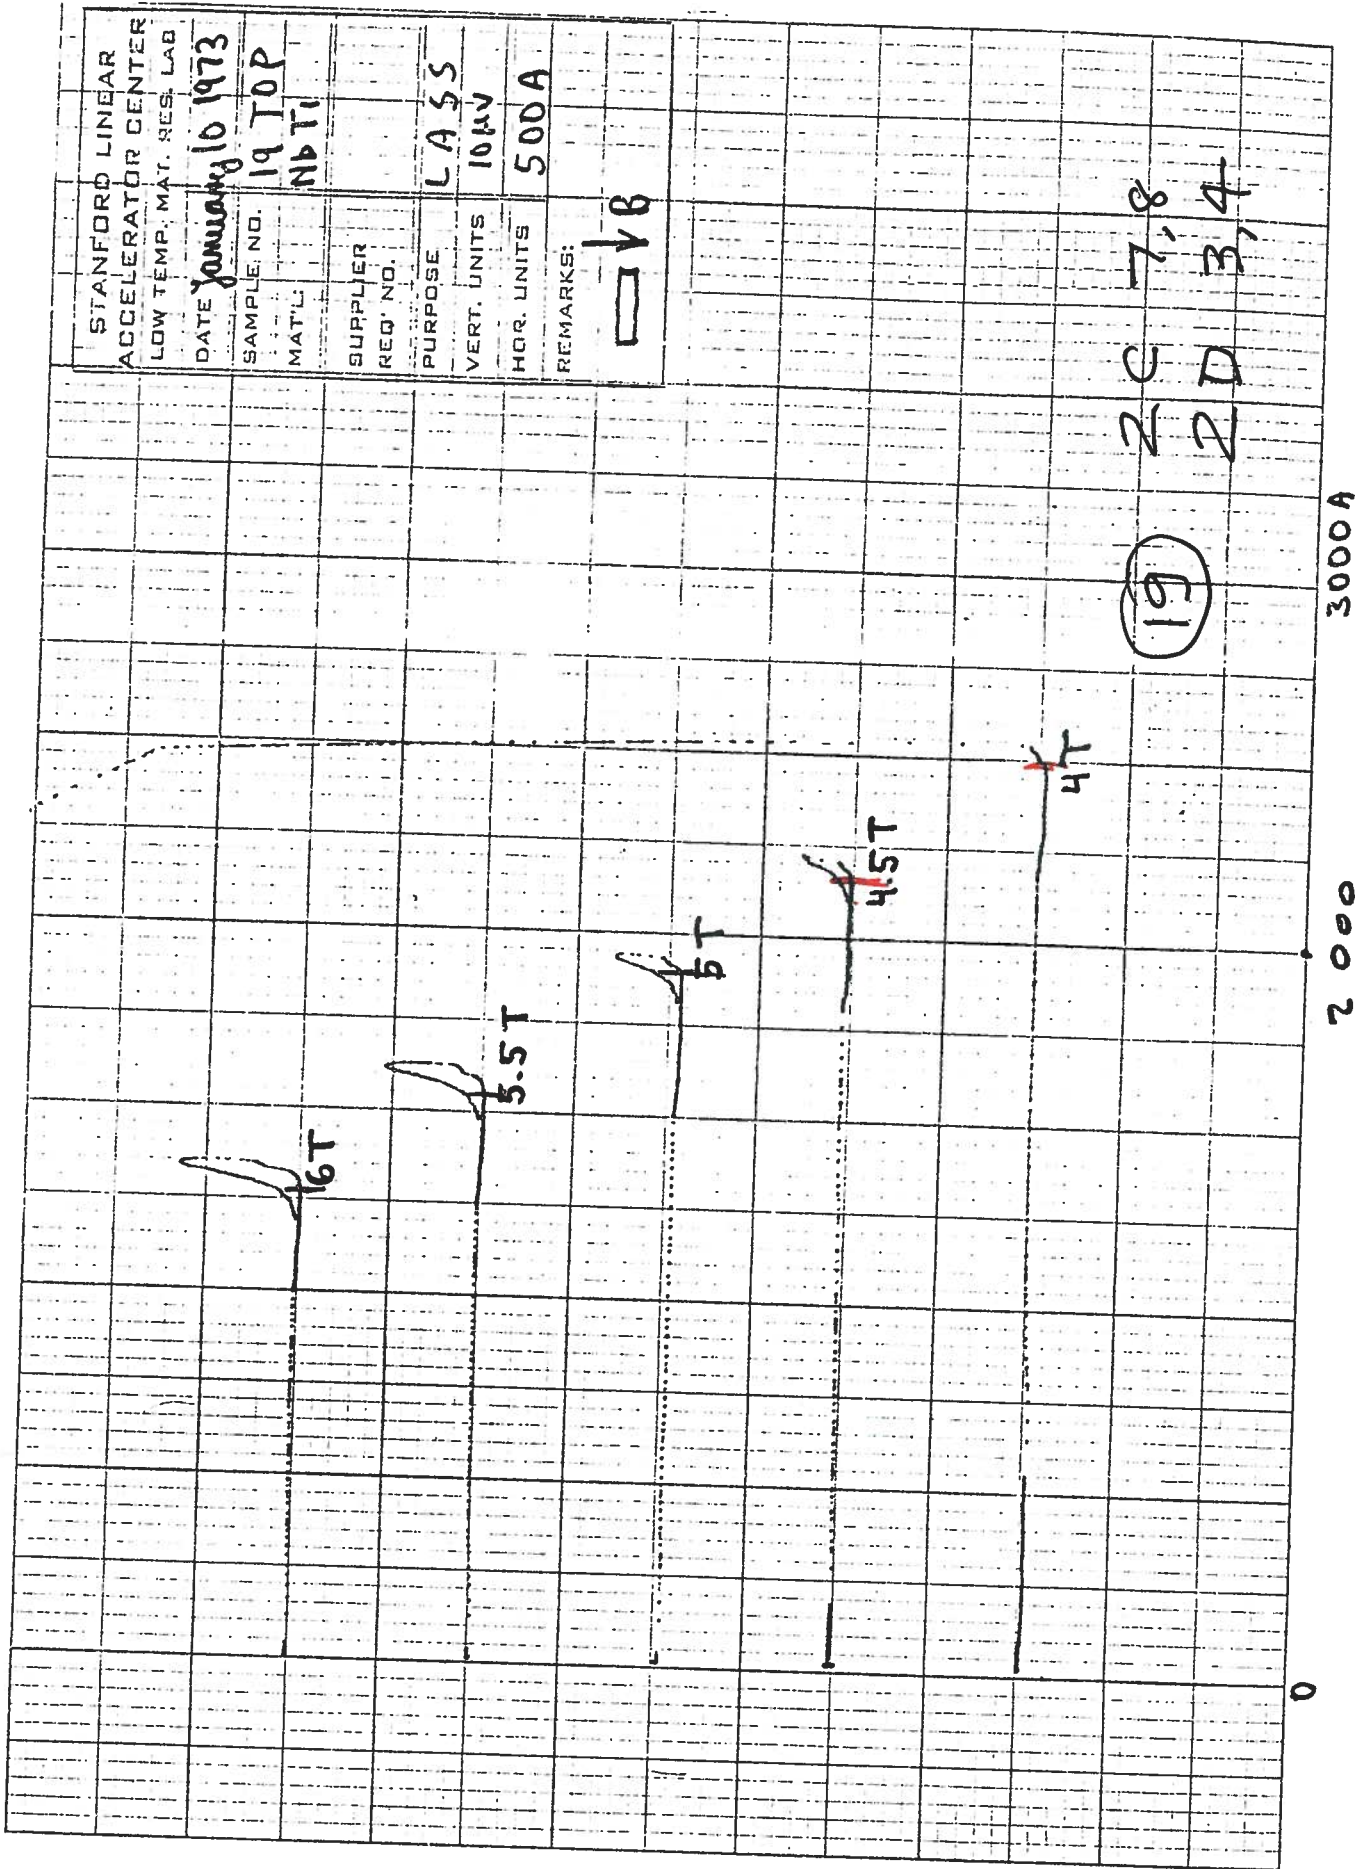 STANFORD LINEAR
ACCELERATOR CENTER
LOW TEMP. MAT. RES. LAB
DATE January 10 1973
SAMPLE NO. 19 TOP
MAT'L: NbTi
SUPPLIER
REQ' NO.
PURPOSE LASS
VERT. UNITS 10μV
HOR. UNITS 500A
REMARKS:
B
6T
5.5T
5T
4.5T
4T
19
2C 7,8
2D 3,4
0
2000
3000A